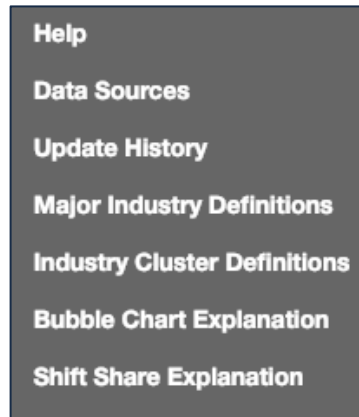 Help
Data Sources
Update History
Major Industry Definitions
Industry Cluster Definitions
Bubble Chart Explanation
Shift Share Explanation